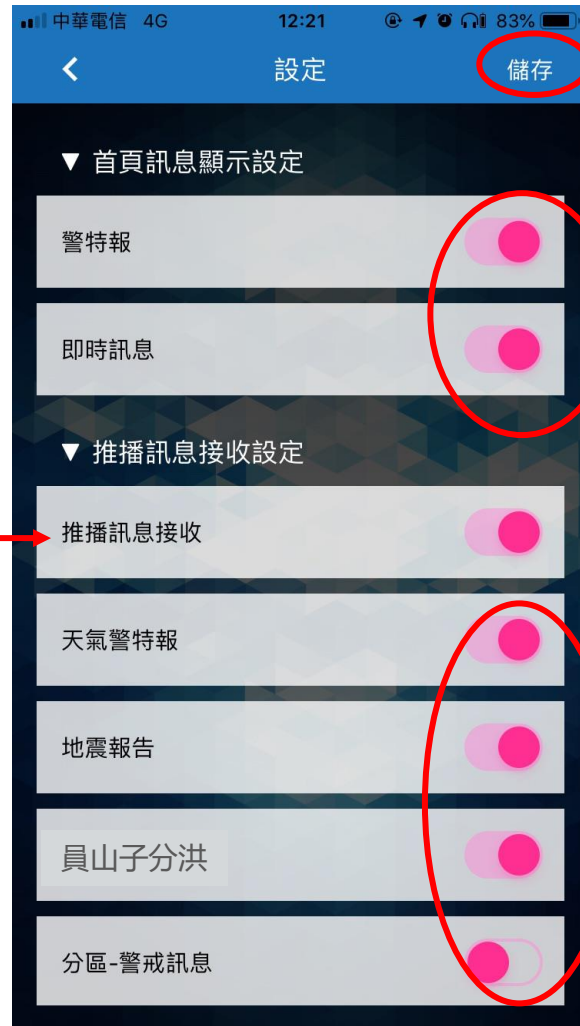 中華電信 4G 12:21 83%
設定 儲存
▼ 首頁訊息顯示設定
警特報
即時訊息
▼ 推播訊息接收設定
推播訊息接收
天氣警特報
地震報告
員山子分洪
分區-警戒訊息